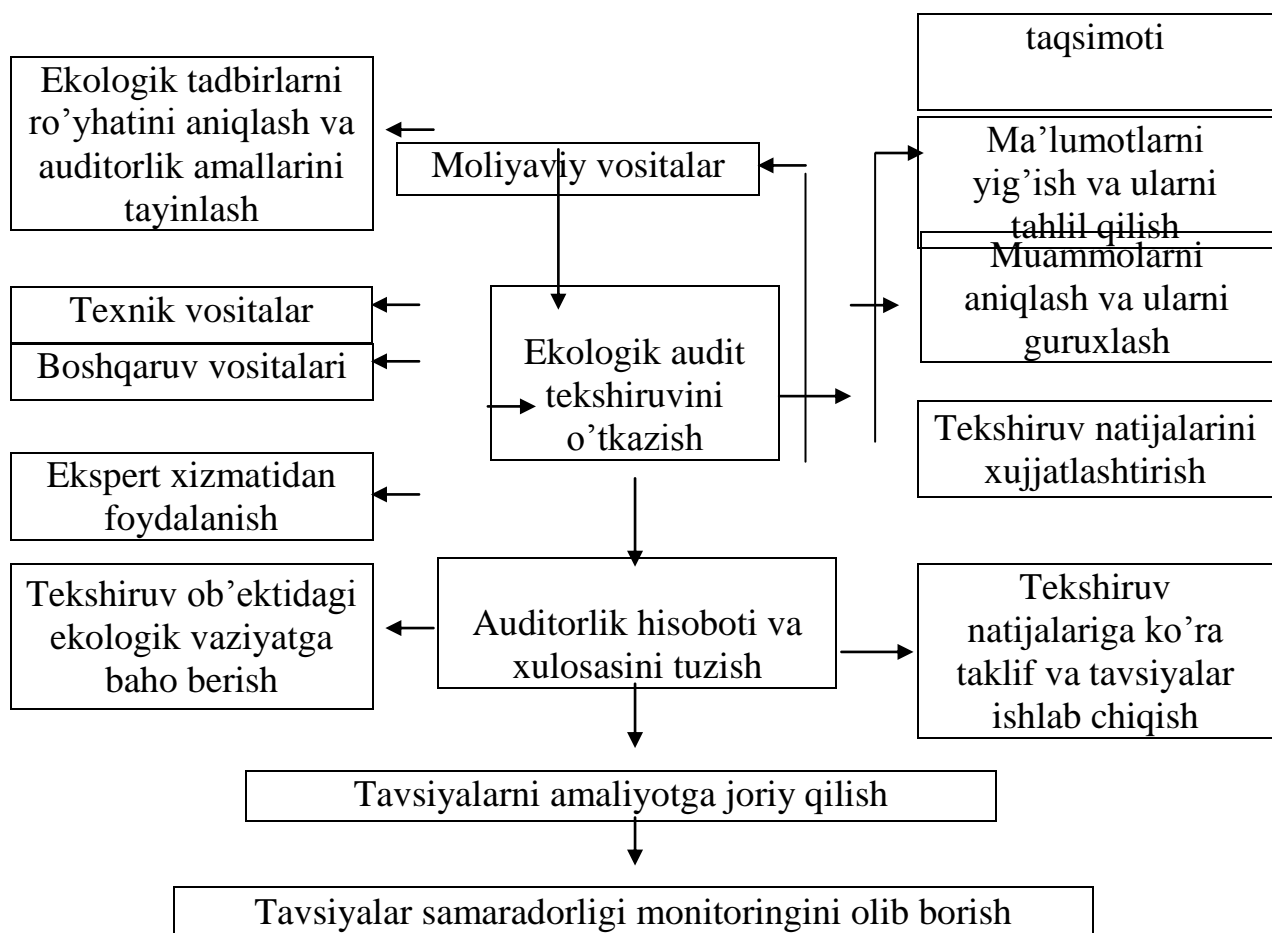 taqsimoti
Ekologik tadbirlarni
ro’yhatini aniqlash va
auditorlik amallarini
tayinlash
Moliyaviy vositalar
Ma’lumotlarni
yig’ish va ularni
tahlil qilish
Muammolarni
aniqlash va ularni
guruxlash
Texnik vositalar
Boshqaruv vositalari
Ekologik audit
tekshiruvini
o’tkazish
Tekshiruv natijalarini
xujjatlashtirish
Ekspert xizmatidan
foydalanish
Tekshiruv ob’ektidagi
ekologik vaziyatga
baho berish
Auditorlik hisoboti va
xulosasini tuzish
Tekshiruv
natijalariga ko’ra
taklif va tavsiyalar
ishlab chiqish
Tavsiyalarni amaliyotga joriy qilish
Tavsiyalar samaradorligi monitoringini olib borish